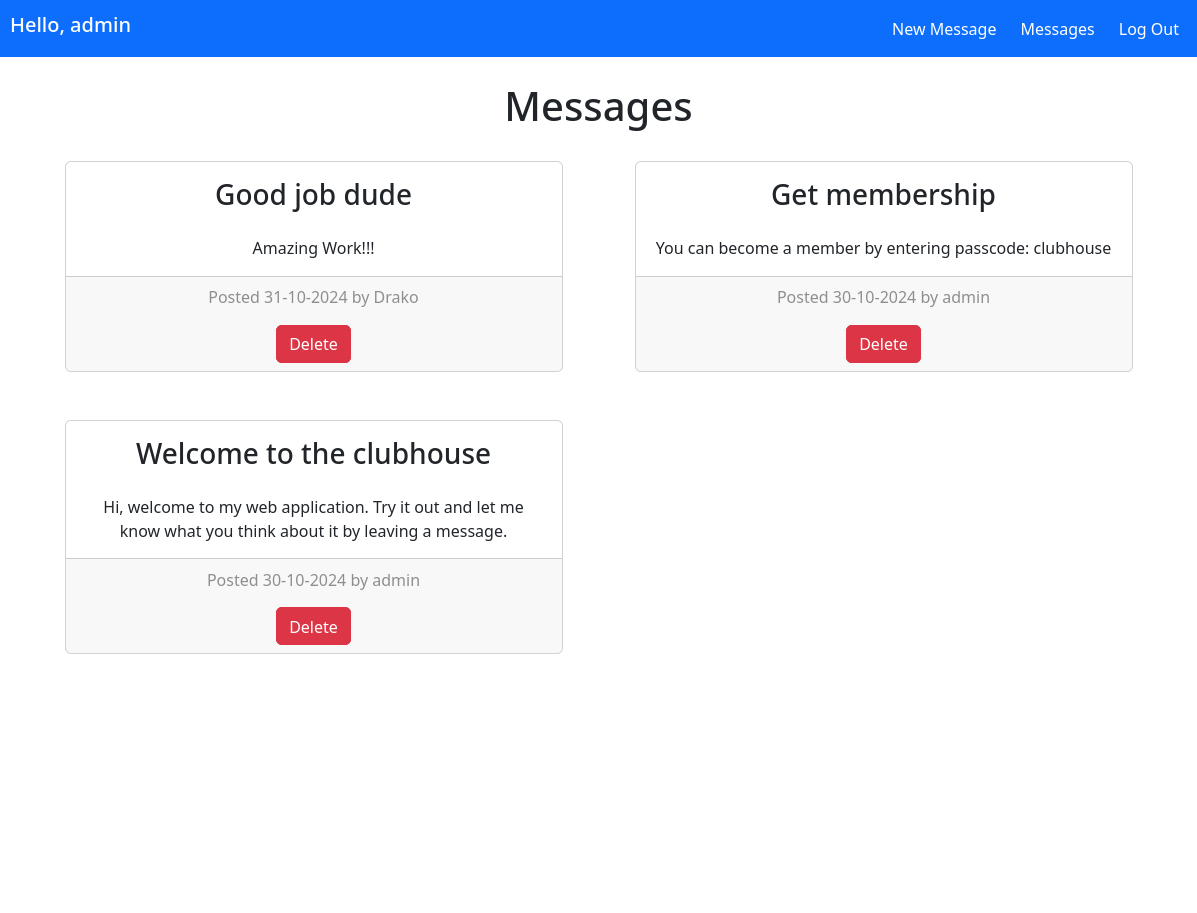 Hello, admin
New Message
Messages
Log Out
Messages
Good job dude
Amazing Work!!!
Posted 31-10-2024 by Drako
Delete
Get membership
You can become a member by entering passcode: clubhouse
Posted 30-10-2024 by admin
Delete
Welcome to the clubhouse
Hi, welcome to my web application. Try it out and let me
know what you think about it by leaving a message.
Posted 30-10-2024 by admin
Delete